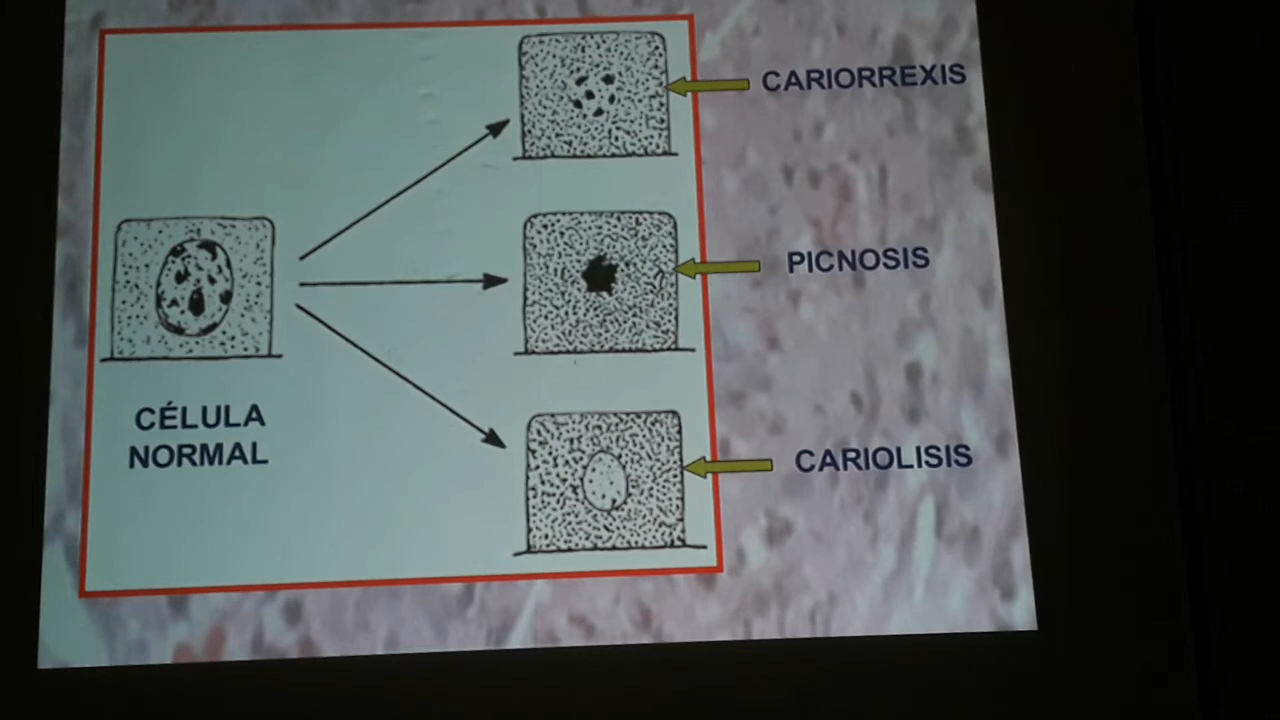 CARIORREXIS
PICNOSIS
CÉLULA
NORMAL
CARIOLISIS